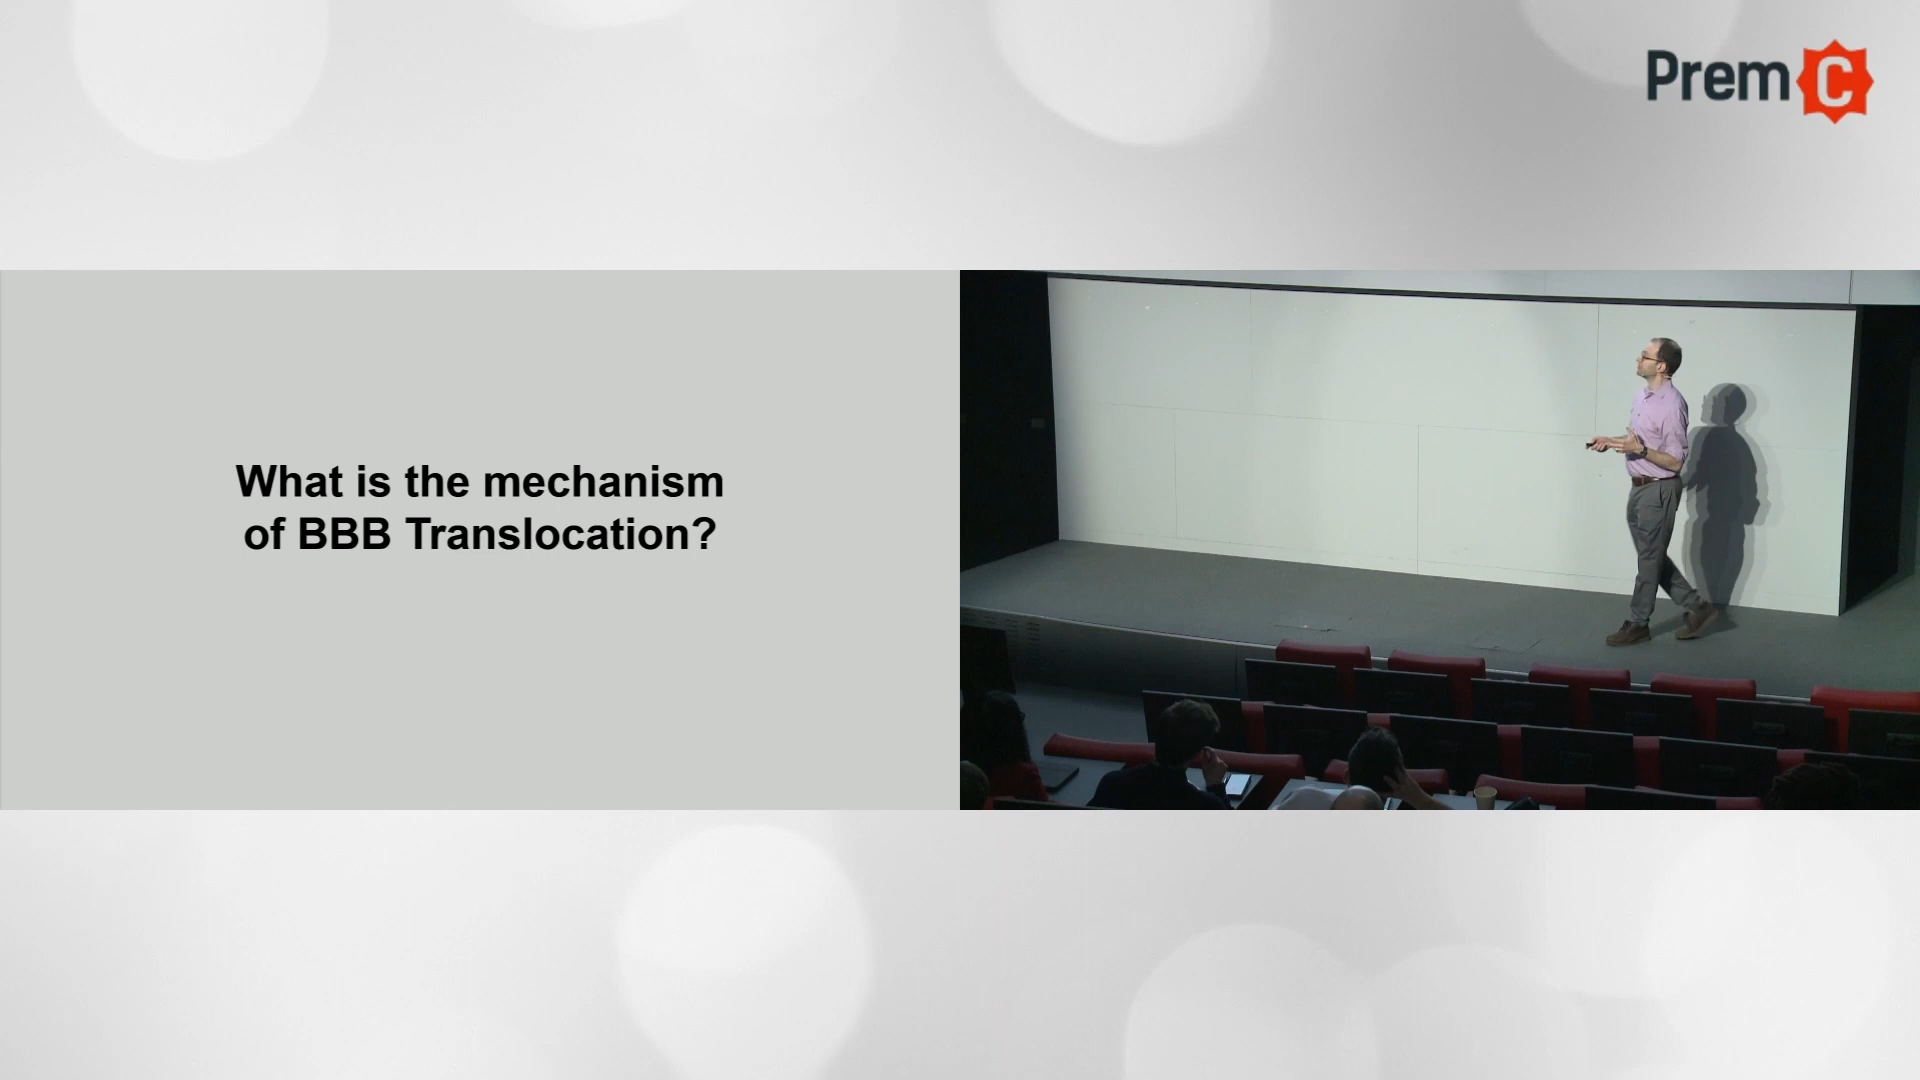 Prem C
What is the mechanism
of BBB Translocation?